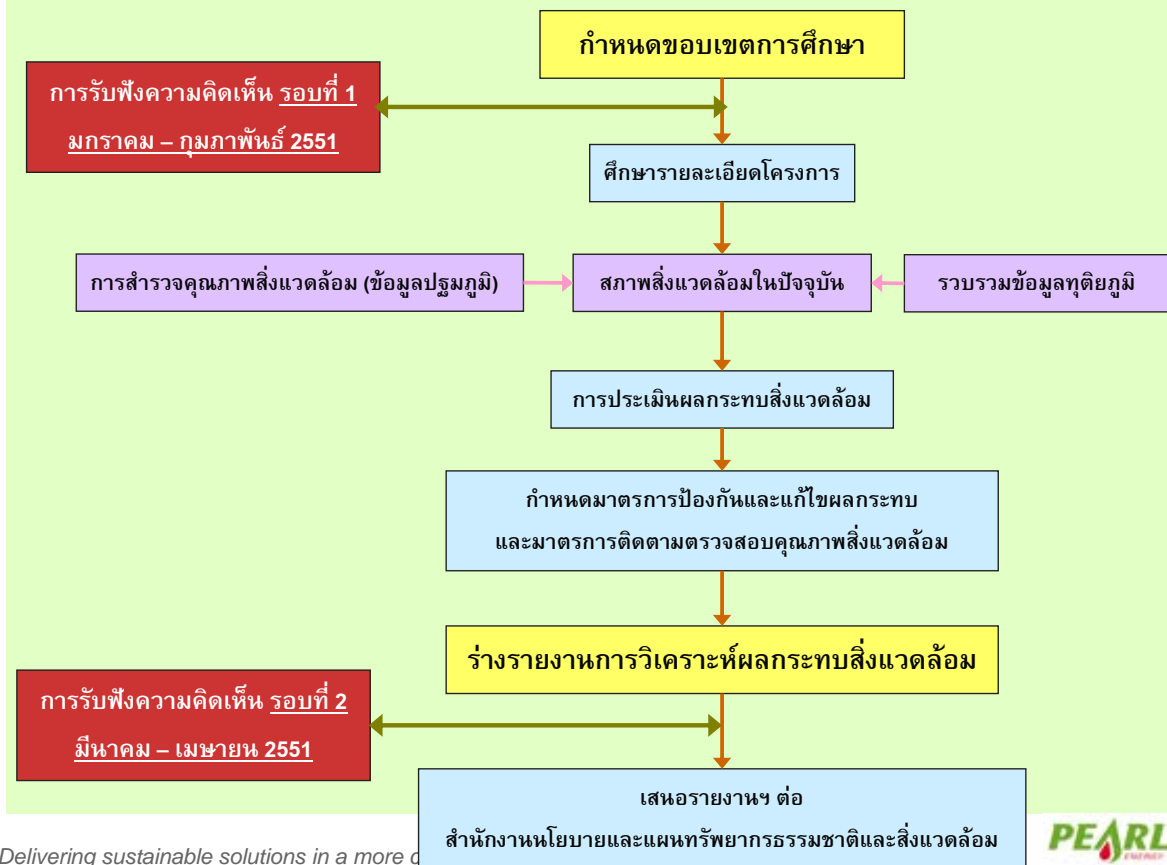 กำหนดขอบเขตการศึกษา
การรับฟังความคิดเห็น รอบที่ 1
มกราคม – กุมภาพันธ์ 2551
ศึกษารายละเอียดโครงการ
การสำรวจคุณภาพสิ่งแวดล้อม (ข้อมูลปฐมภูมิ)
สภาพสิ่งแวดล้อมในปัจจุบัน
รวบรวมข้อมูลทุติยภูมิ
การประเมินผลกระทบสิ่งแวดล้อม
กำหนดมาตรการป้องกันและแก้ไขผลกระทบ
และมาตรการติดตามตรวจสอบคุณภาพสิ่งแวดล้อม
ร่างรายงานการวิเคราะห์ผลกระทบสิ่งแวดล้อม
การรับฟังความคิดเห็น รอบที่ 2
มีนาคม – เมษายน 2551
เสนอรายงานฯ ต่อ
สำนักงานนโยบายและแผนทรัพยากรธรรมชาติและสิ่งแวดล้อม
Delivering sustainable solutions in a more
PEARL
ENERGY